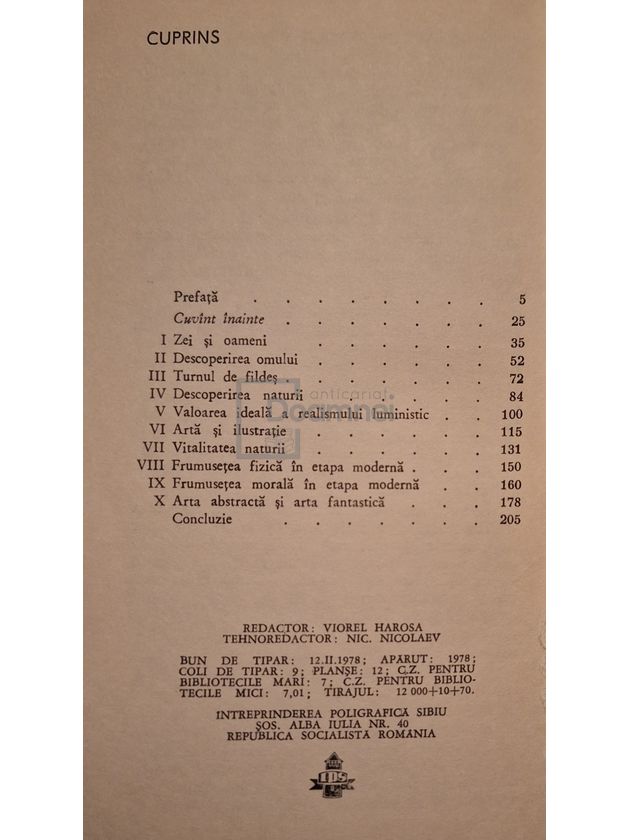 CUPRINS
Prefață . . . . . . . . 5
Cuvînt înainte . . . . . . . 25
I Zei și oameni . . . . . . 35
II Descoperirea omului . . . . . . 52
III Turnul de fildeș . . . . . . 72
IV Descoperirea naturii . . . . . . 84
V Valoarea ideală a realismului luministic . . 100
VI Artă și ilustrație . . . . . . 115
VII Vitalitatea naturii . . . . . . 131
VIII Frumusețea fizică în etapa modernă . . . 150
IX Frumusețea morală în etapa modernă . . 160
X Arta abstractă și arta fantastică . . . 178
Concluzie . . . . . . . 205
anticariat
Doamnei
REDACTOR: VIOREL HAROSA
TEHNOREDACTOR: NIC. NICOLAEV
BUN DE TIPAR: 12.II.1978; APĂRUT: 1978;
COLI DE TIPAR: 9; PLANȘE: 12; C.Z. PENTRU
BIBLIOTECILE MARI: 7; C.Z. PENTRU BIBLIO-
TECILE MICI: 7,01; TIRAJUL: 12 000+10+70.
ÎNTREPRINDEREA POLIGRAFICĂ SIBIU
ȘOS. ALBA IULIA NR. 40
REPUBLICA SOCIALISTĂ ROMÂNIA